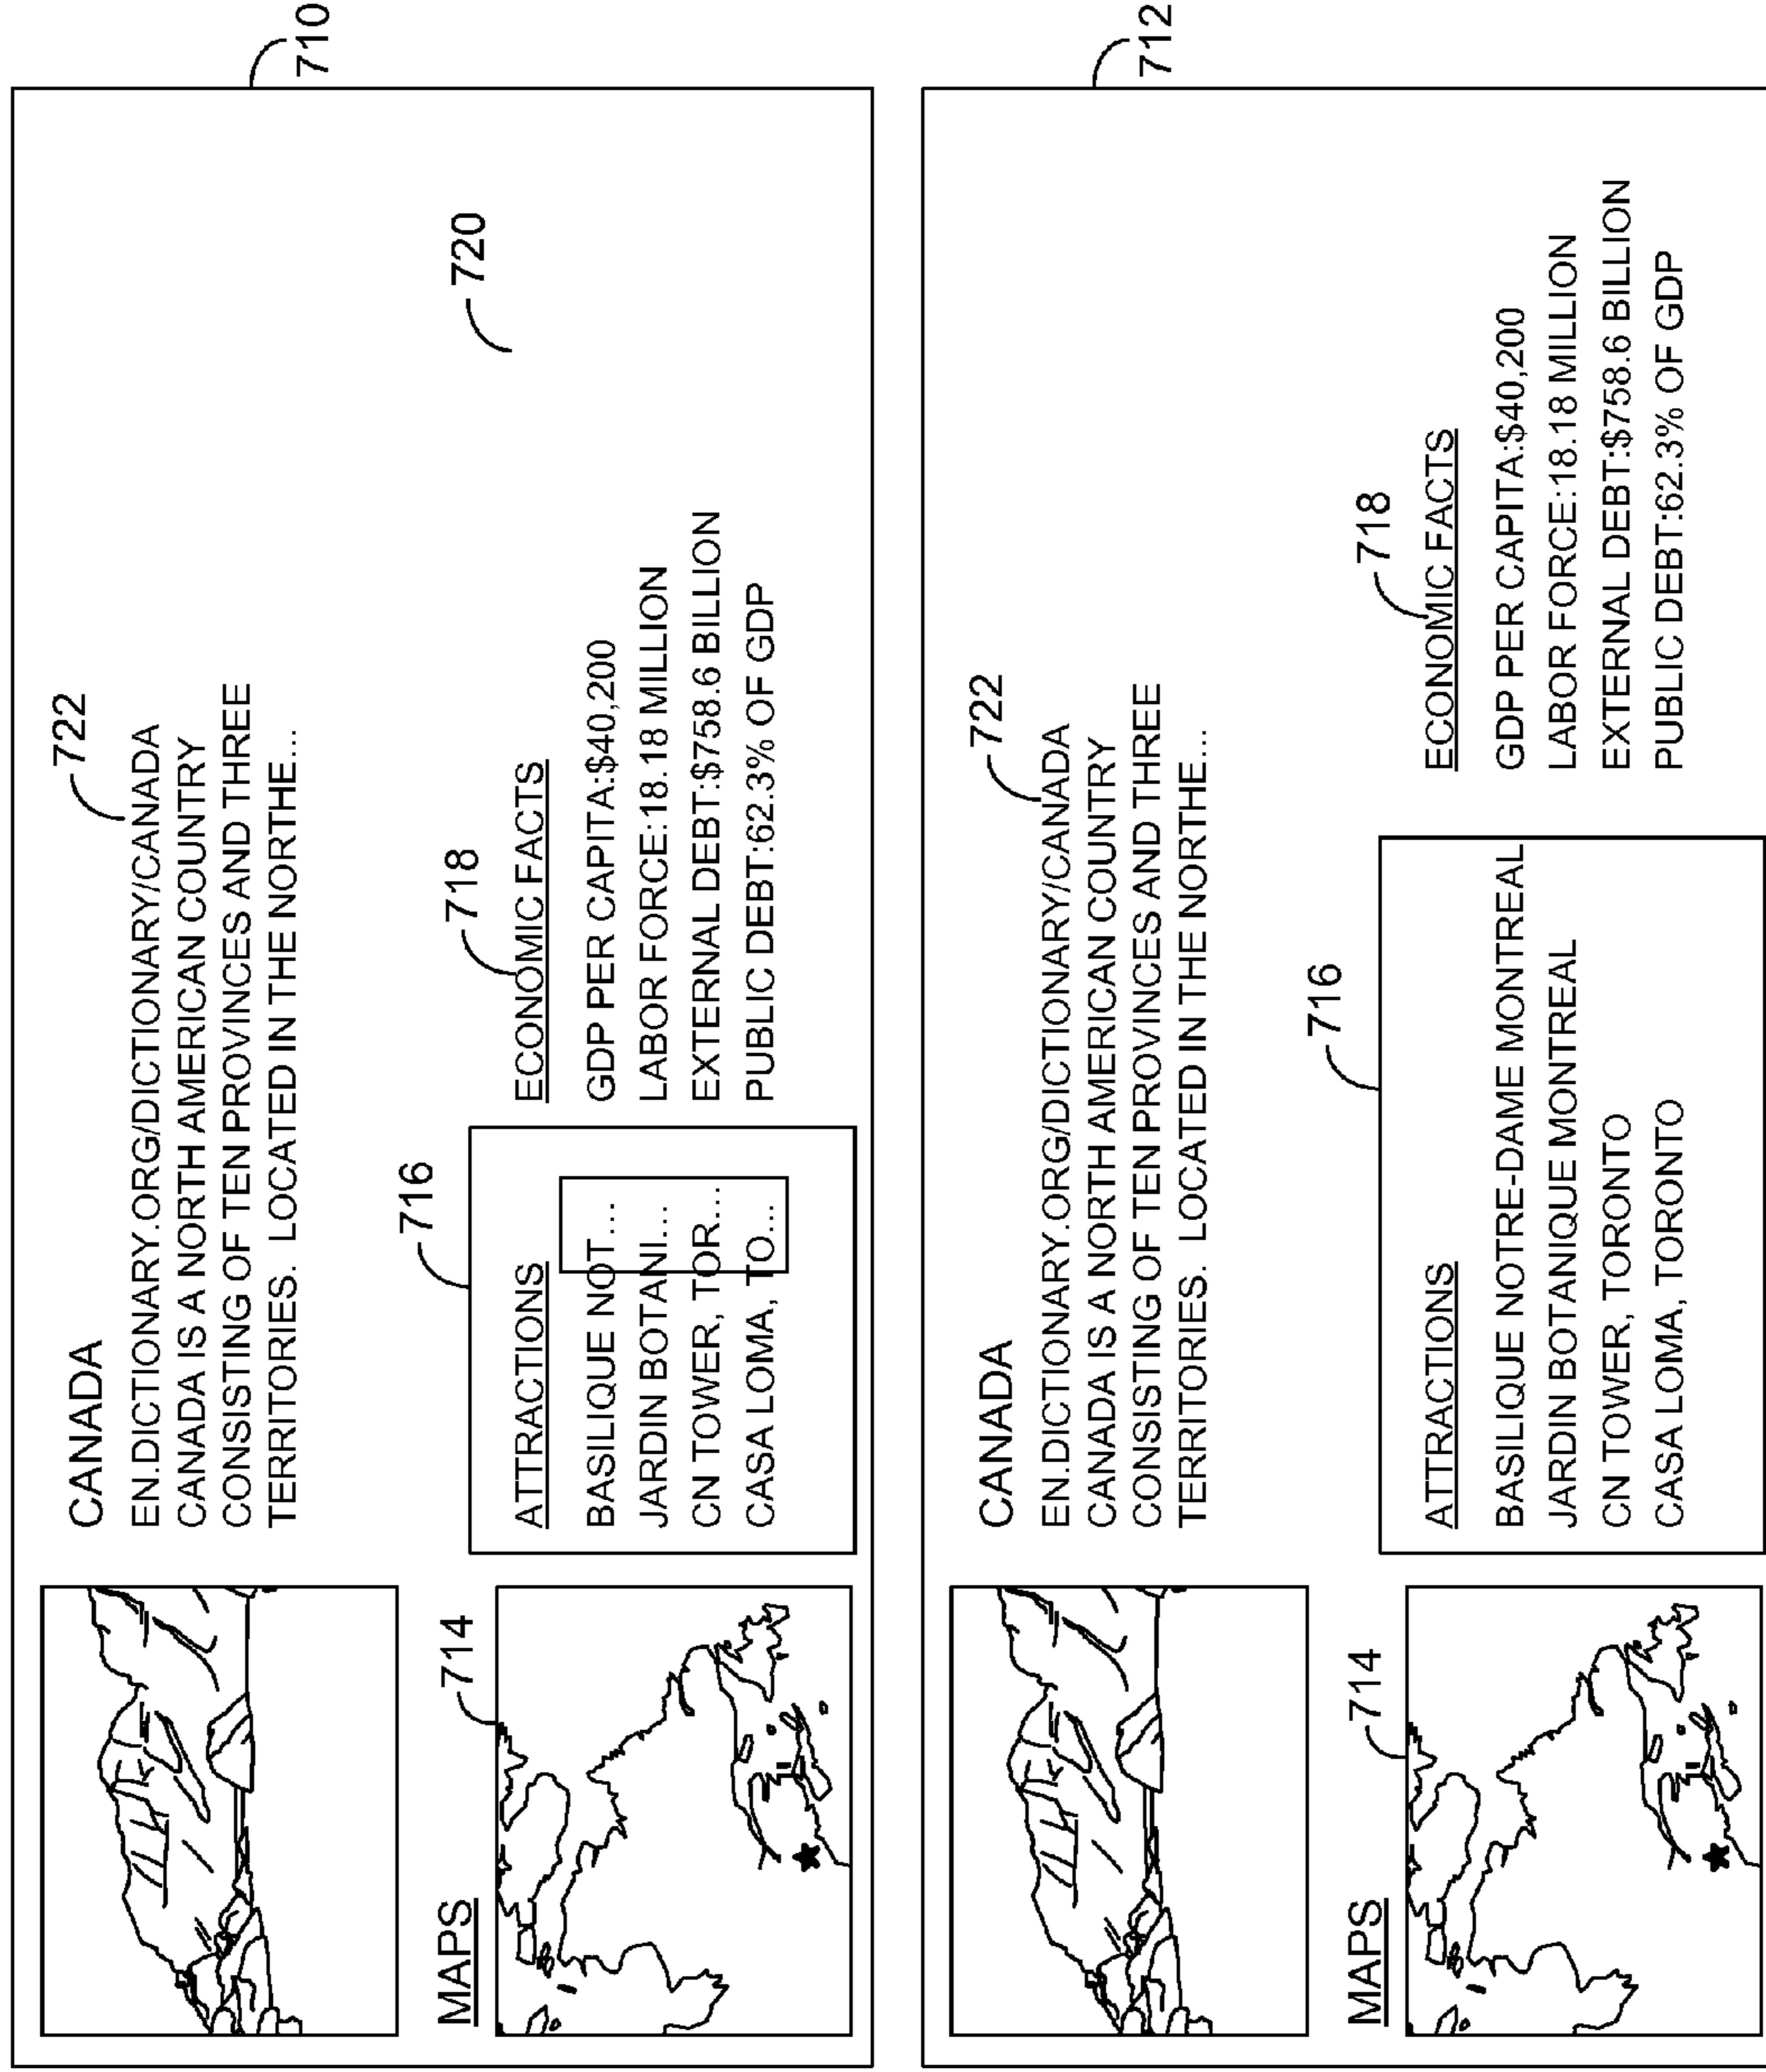 710
722
CANADA
EN.DICTIONARY.ORG/DICTIONARY/CANADA
CANADA IS A NORTH AMERICAN COUNTRY
CONSISTING OF TEN PROVINCES AND THREE
TERRITORIES. LOCATED IN THE NORTHE...
720
MAPS
714
716
ATTRACTIONS
BASILIQUE NOT...
JARDIN BOTANI...
CN TOWER, TOR...
CASA LOMA, TO...
718
ECONOMIC FACTS
GDP PER CAPITA:$40,200
LABOR FORCE:18.18 MILLION
EXTERNAL DEBT:$758.6 BILLION
PUBLIC DEBT:62.3% OF GDP
712
722
CANADA
EN.DICTIONARY.ORG/DICTIONARY/CANADA
CANADA IS A NORTH AMERICAN COUNTRY
CONSISTING OF TEN PROVINCES AND THREE
TERRITORIES. LOCATED IN THE NORTHE...
MAPS
714
716
ATTRACTIONS
BASILIQUE NOTRE-DAME MONTREAL
JARDIN BOTANIQUE MONTREAL
CN TOWER, TORONTO
CASA LOMA, TORONTO
718
ECONOMIC FACTS
GDP PER CAPITA:$40,200
LABOR FORCE:18.18 MILLION
EXTERNAL DEBT:$758.6 BILLION
PUBLIC DEBT:62.3% OF GDP